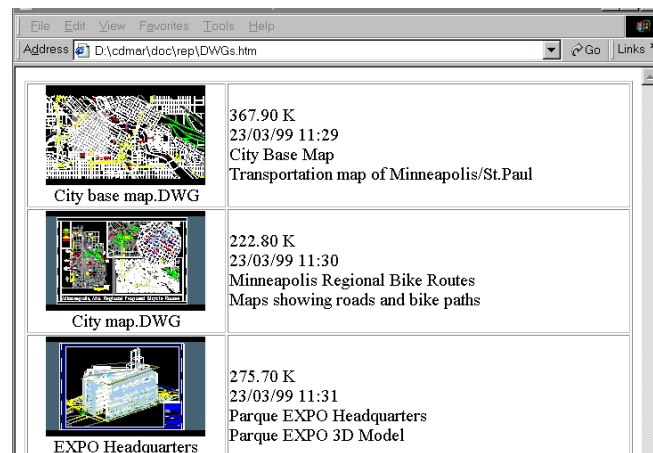 File Edit View Favorites Tools Help
Address D:\cdmar\doc\rep\DWGs.htm Go Links
367.90 K
23/03/99 11:29
City Base Map
Transportation map of Minneapolis/St.Paul
City base map.DWG
222.80 K
23/03/99 11:30
Minneapolis Regional Bike Routes
Maps showing roads and bike paths
City map.DWG
275.70 K
23/03/99 11:31
Parque EXPO Headquarters
Parque EXPO 3D Model
EXPO Headquarters